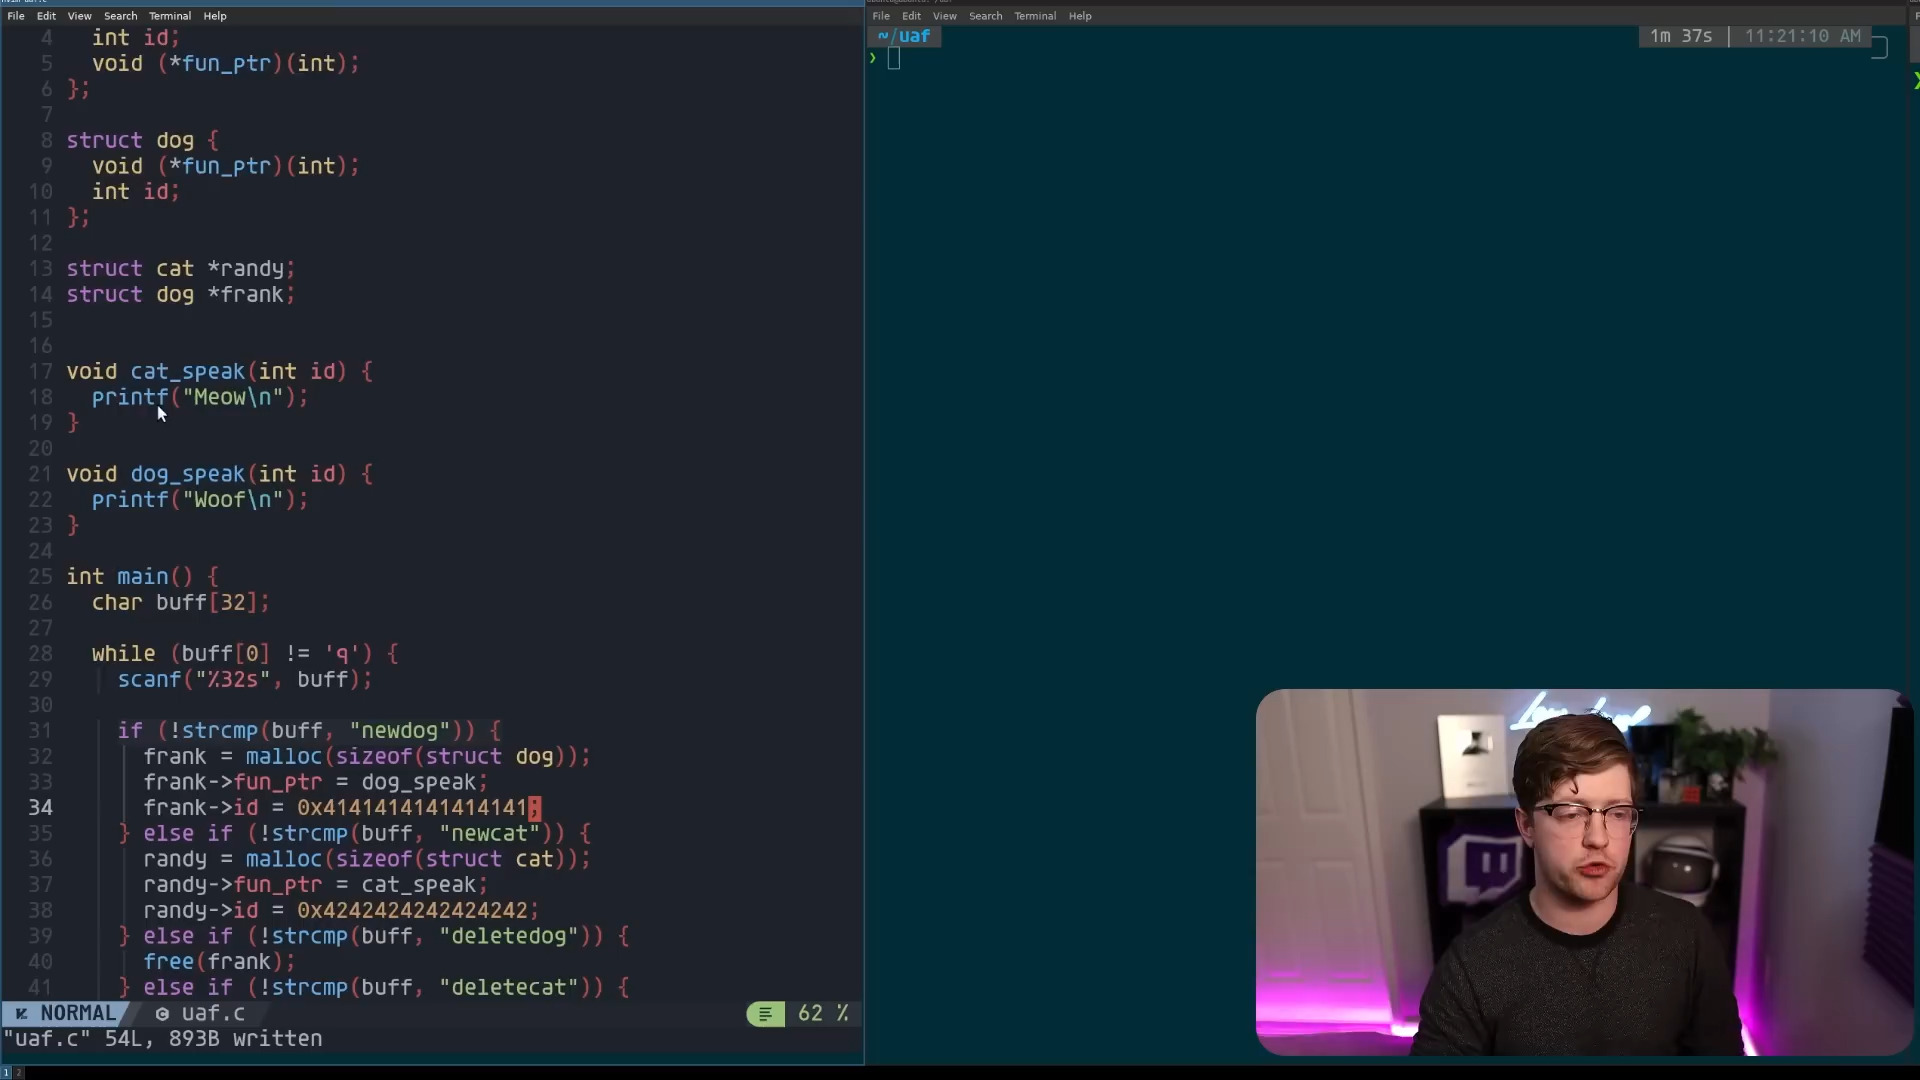 File Edit View Search Terminal Help
4 int id;
5 void (*fun_ptr)(int);
6 };
7
8 struct dog {
9 void (*fun_ptr)(int);
10 int id;
11 };
12
13 struct cat *randy;
14 struct dog *frank;
15
16
17 void cat_speak(int id) {
18 printf("Meow\n");
19 }
20
21 void dog_speak(int id) {
22 printf("Woof\n");
23 }
24
25 int main() {
26 char buff[32];
27
28 while (buff[0] != 'q') {
29 scanf("%32s", buff);
30
31 if (!strcmp(buff, "newdog")) {
32 frank = malloc(sizeof(struct dog));
33 frank->fun_ptr = dog_speak;
34 frank->id = 0x4141414141414141;
35 } else if (!strcmp(buff, "newcat")) {
36 randy = malloc(sizeof(struct cat));
37 randy->fun_ptr = cat_speak;
38 randy->id = 0x4242424242424242;
39 } else if (!strcmp(buff, "deletedog")) {
40 free(frank);
41 } else if (!strcmp(buff, "deletecat")) {
NORMAL uaf.c 62 %
"uaf.c" 54L, 893B written
1 2
File Edit View Search Terminal Help
~/uaf 1m 37s | 11:21:10 AM
❯